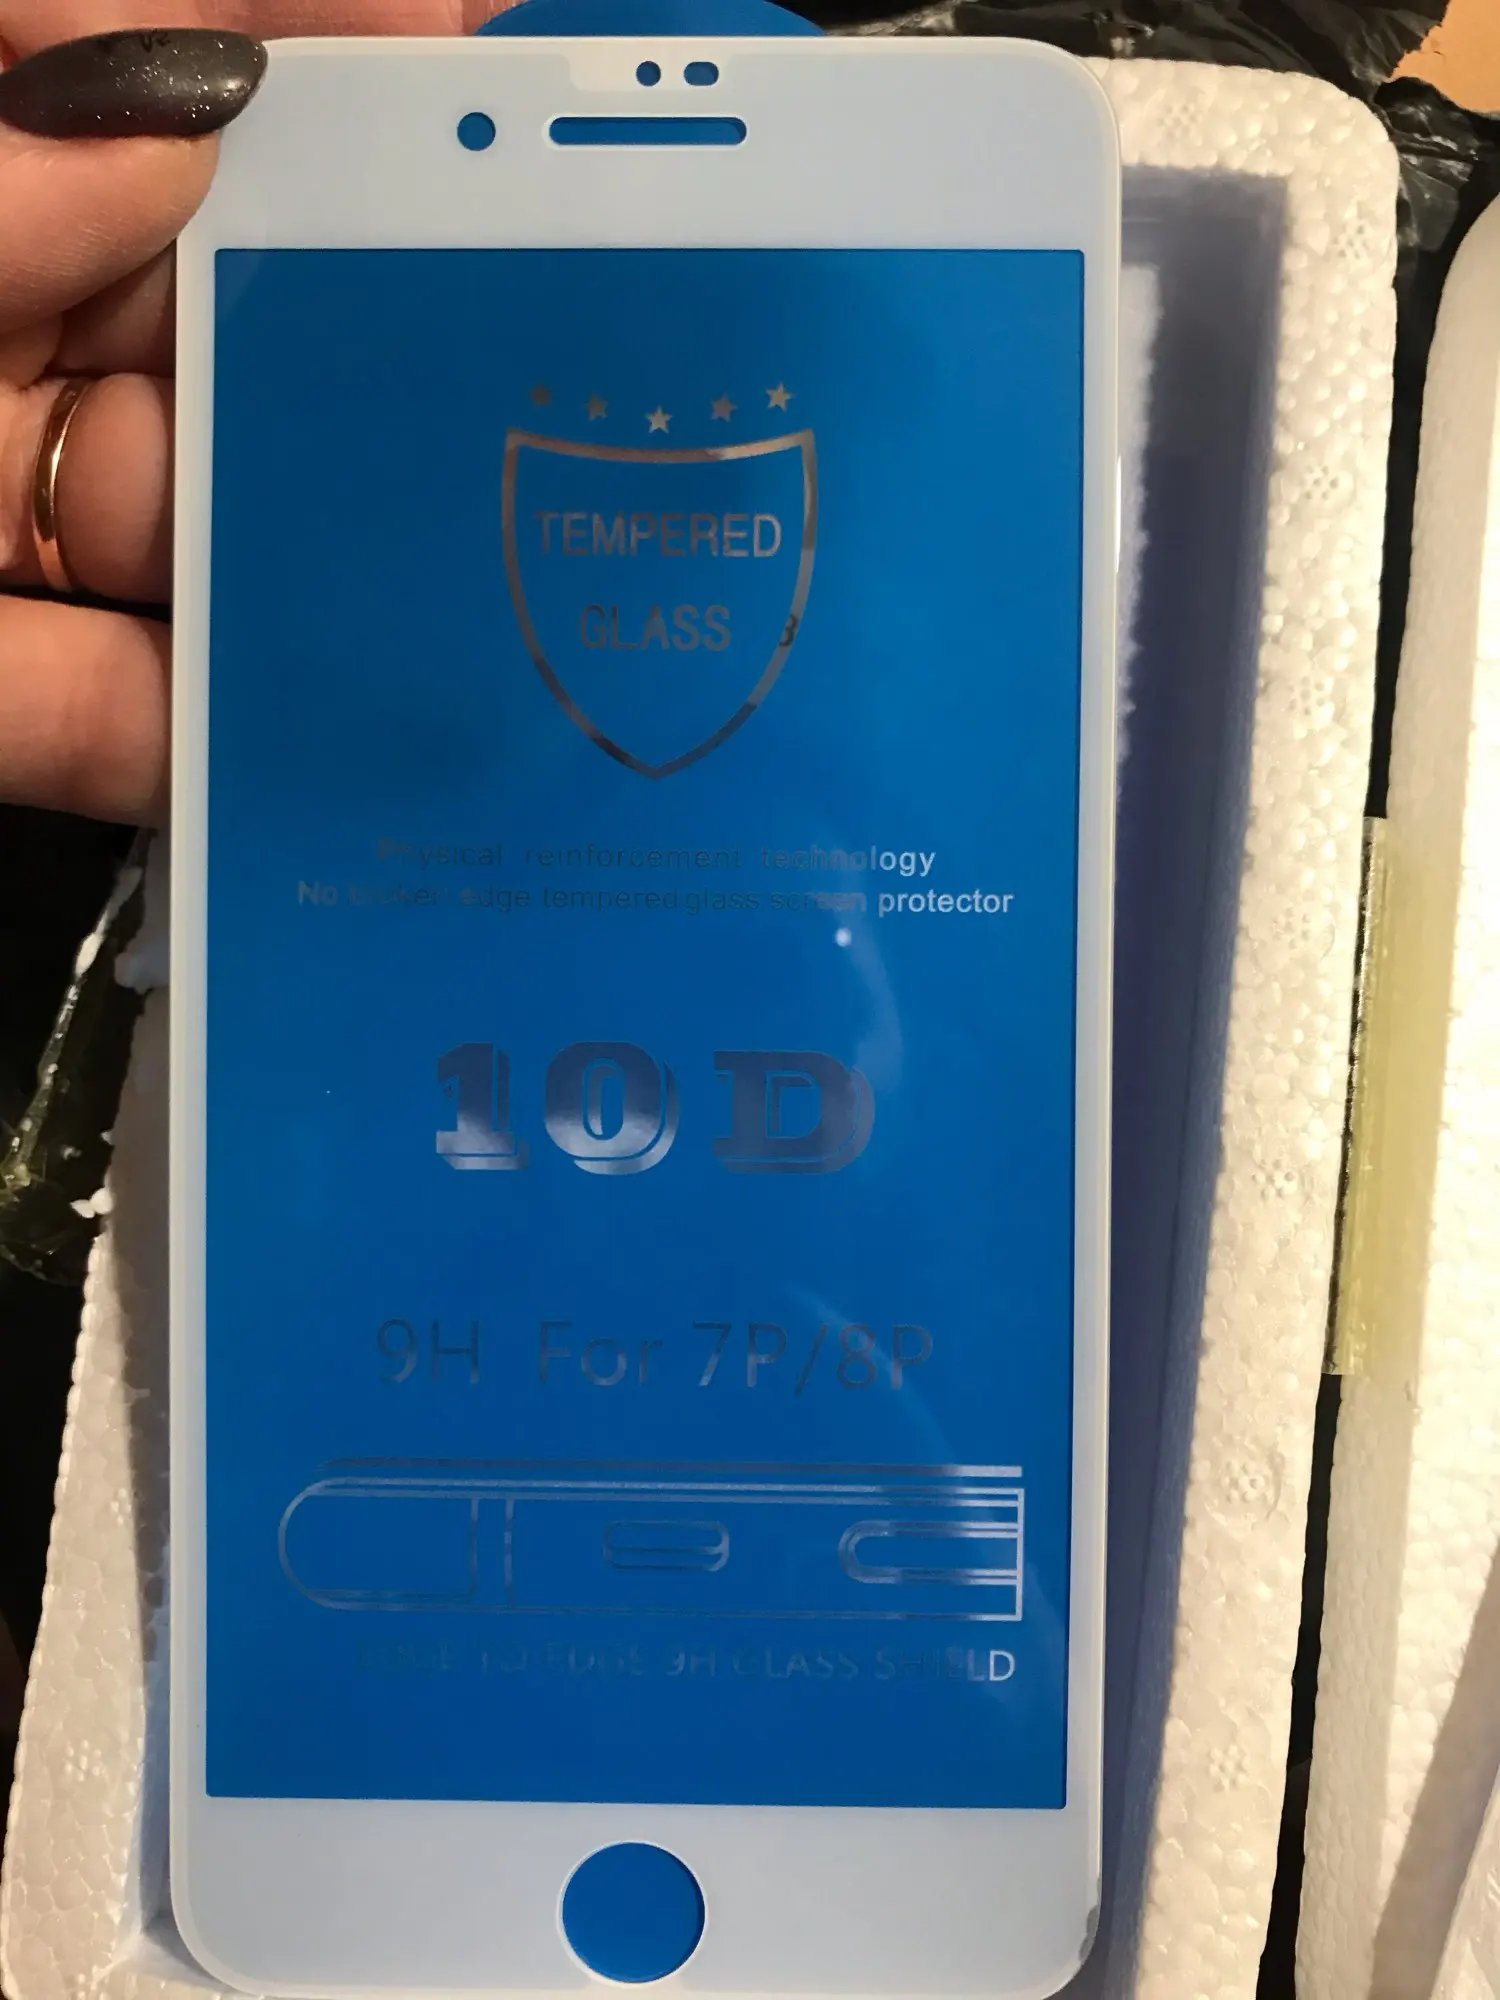 TEMPERED
GLASS
Physical reinforcement technology
No broken edge tempered glass screen protector
10D
9H For 7P/8P
EDGE TO EDGE 9H GLASS SHIELD